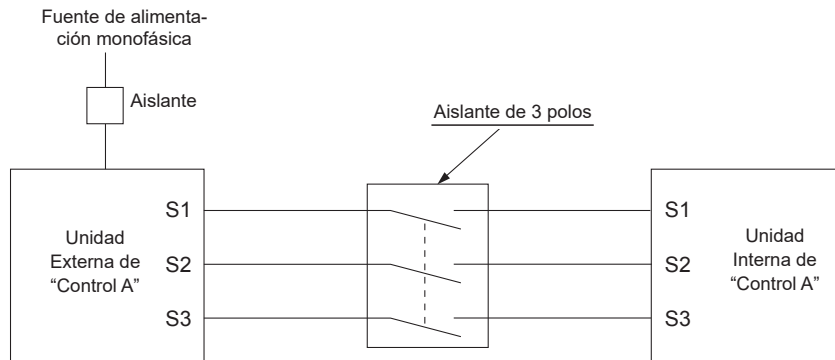 Fuente de alimenta-
ción monofásica
Aislante
Aislante de 3 polos
S1
S2
S3
Unidad
Externa de
“Control A”
S1
S2
S3
Unidad
Interna de
“Control A”